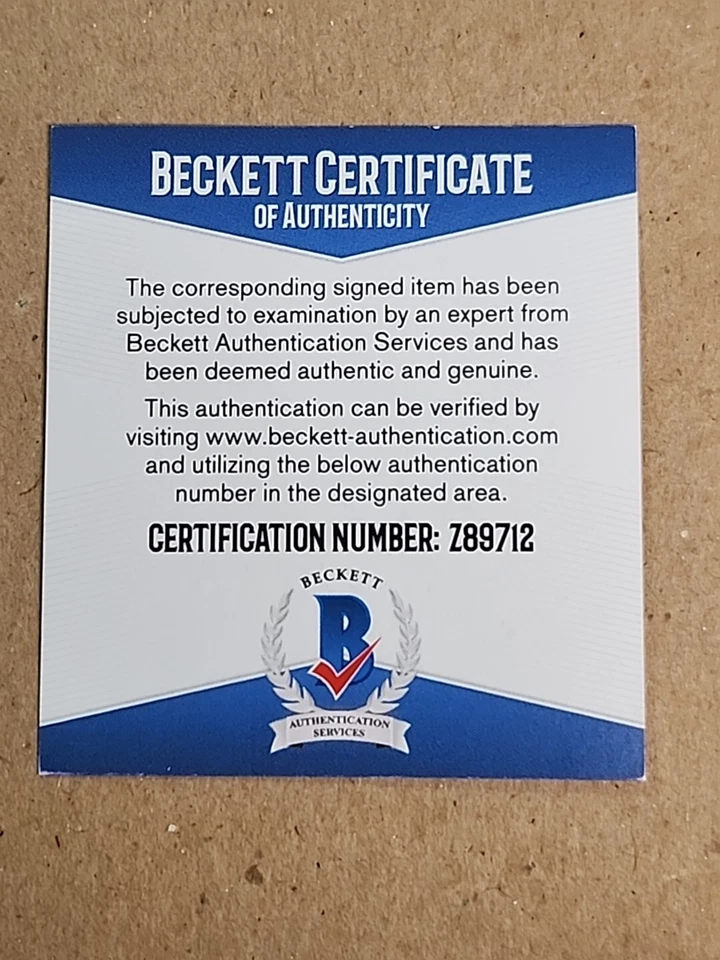 BECKETT CERTIFICATE
OF AUTHENTICITY
The corresponding signed item has been
subjected to examination by an expert from
Beckett Authentication Services and has
been deemed authentic and genuine.
This authentication can be verified by
visiting www.beckett-authentication.com
and utilizing the below authentication
number in the designated area.
CERTIFICATION NUMBER: Z89712
BECKETT
B
AUTHENTICATION
SERVICES